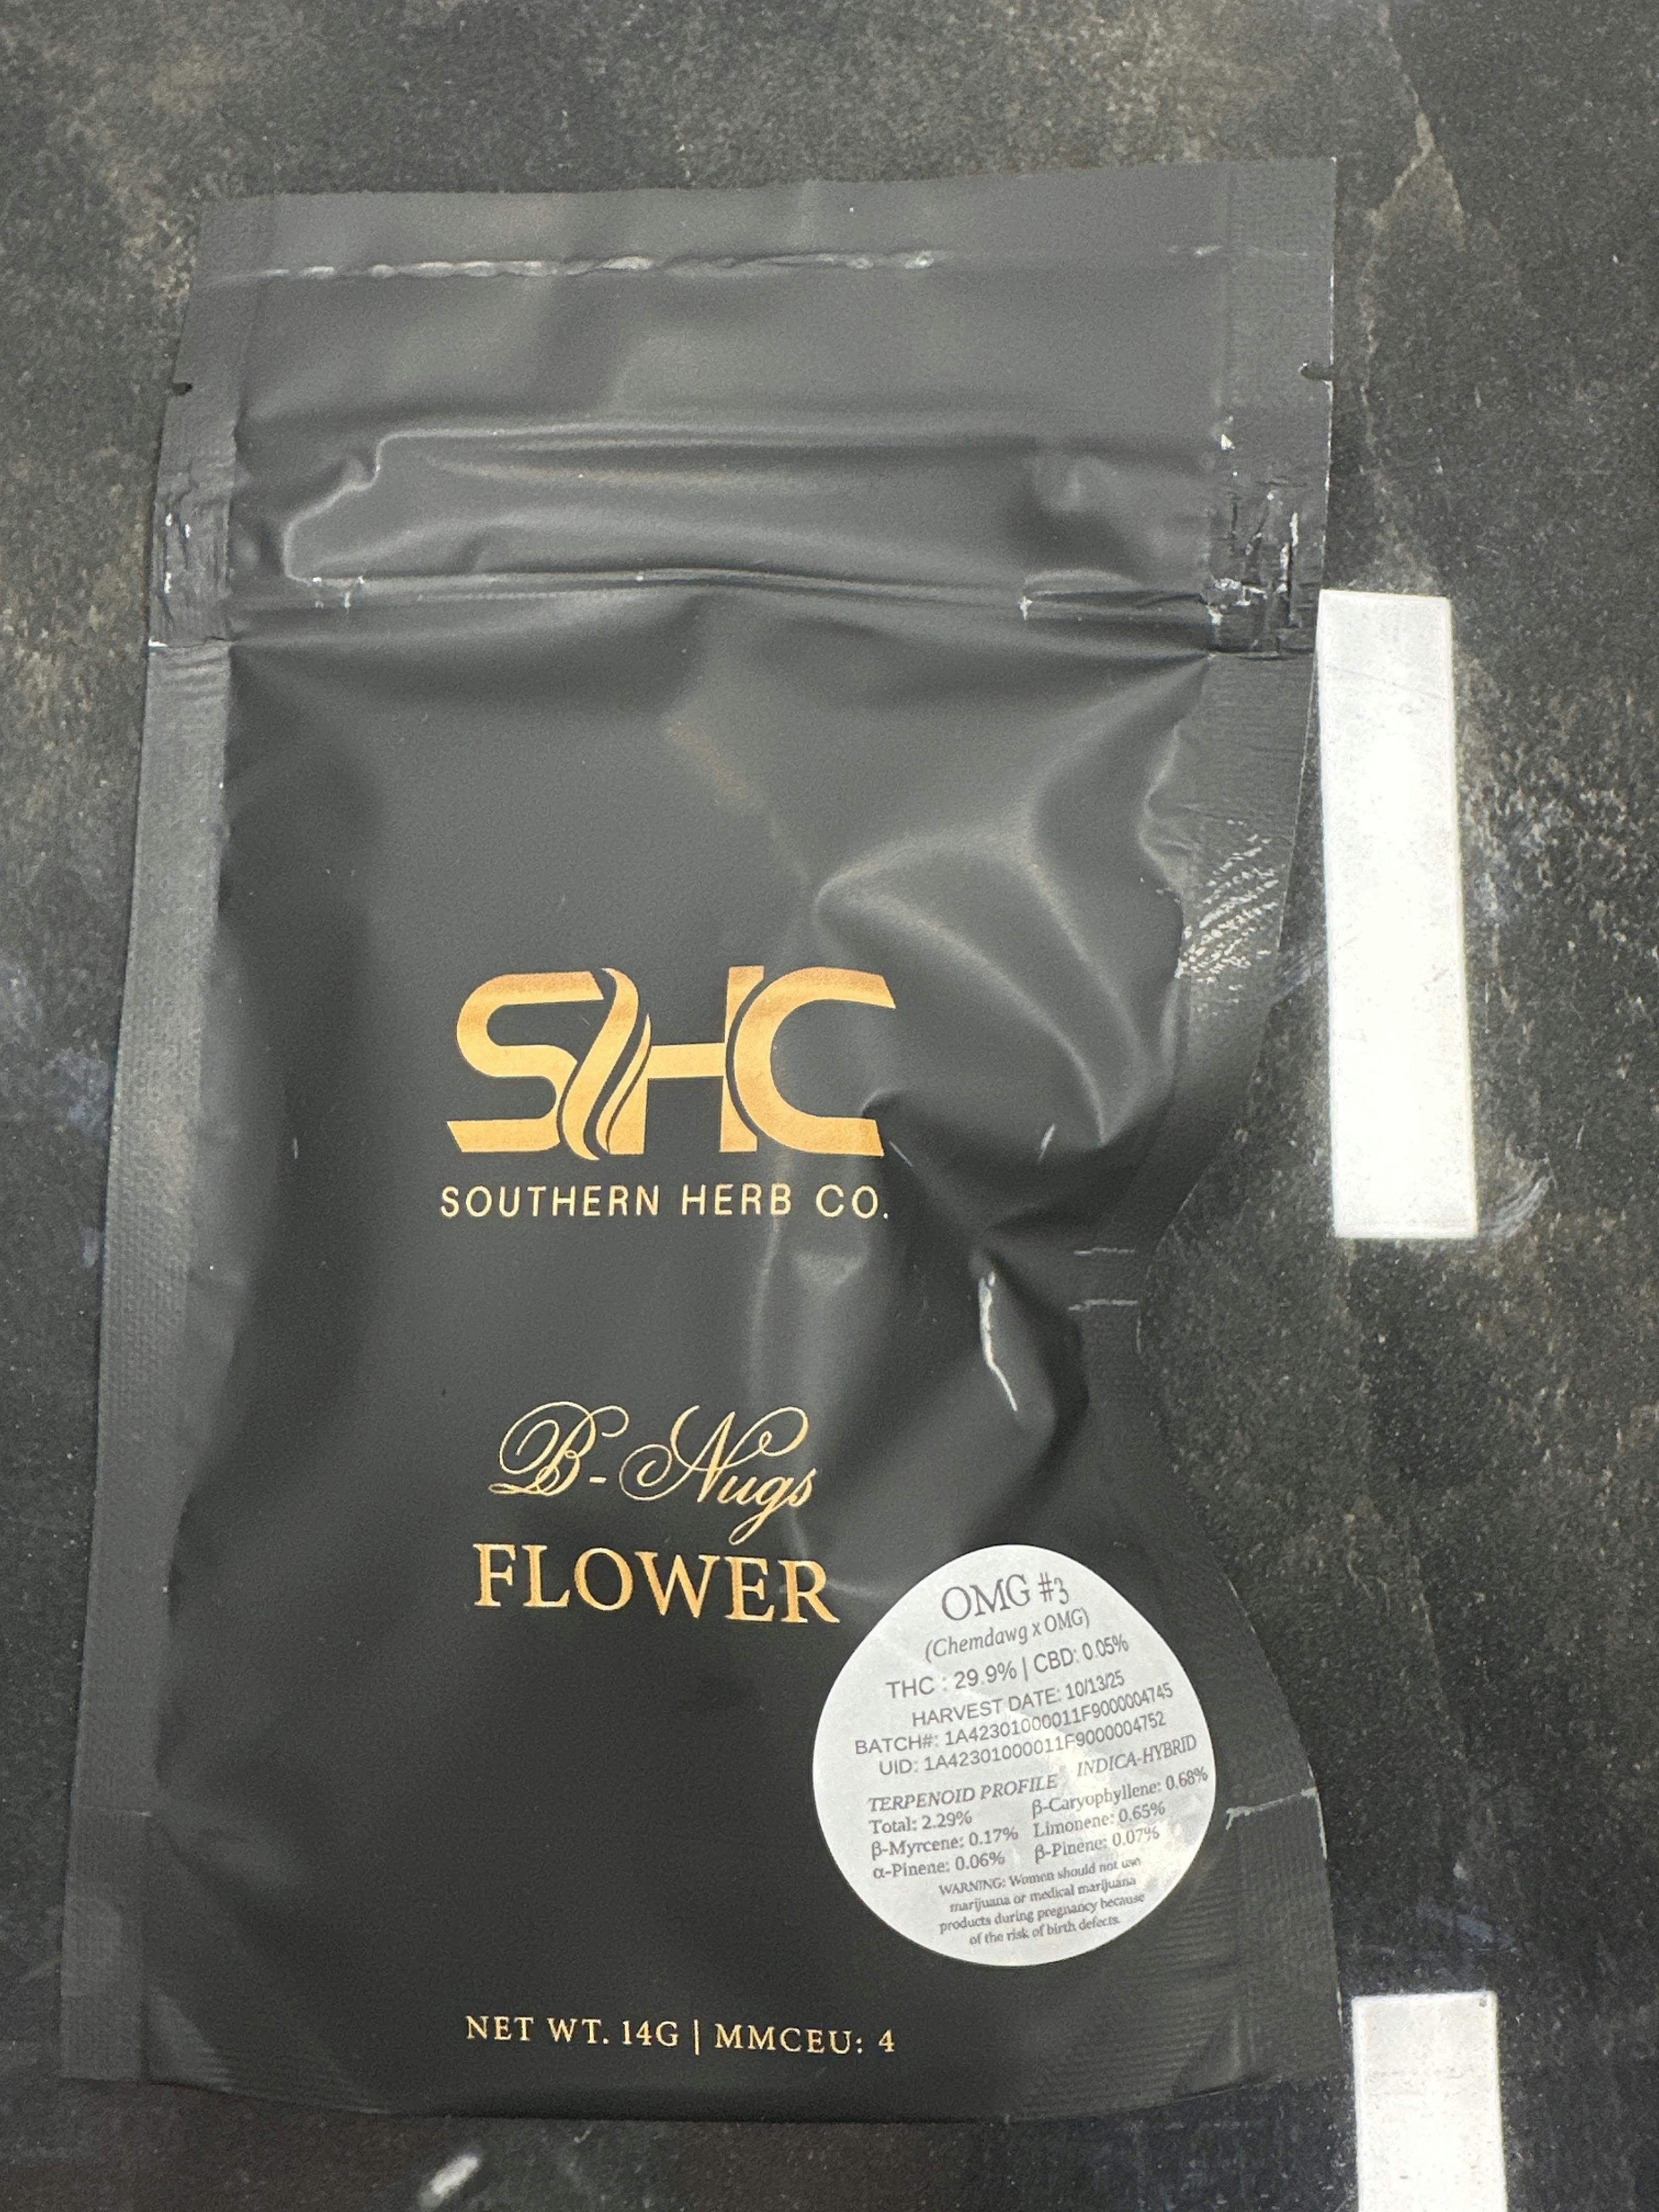 SHC
SOUTHERN HERB CO.
B-Nugs
FLOWER
OMG #3
(Chemdawg x OMG)
THC : 29.9% | CBD: 0.05%
HARVEST DATE: 10/13/25
BATCH#: 1A42301000011F9000004745
UID: 1A42301000011F9000004752
TERPENOID PROFILE INDICA-HYBRID
Total: 2.29% β-Caryophyllene: 0.68%
β-Myrcene: 0.17% Limonene: 0.65%
α-Pinene: 0.06% β-Pinene: 0.07%
WARNING: Women should not use
marijuana or medical marijuana
products during pregnancy because
of the risk of birth defects.
NET WT. 14G | MMCEU: 4